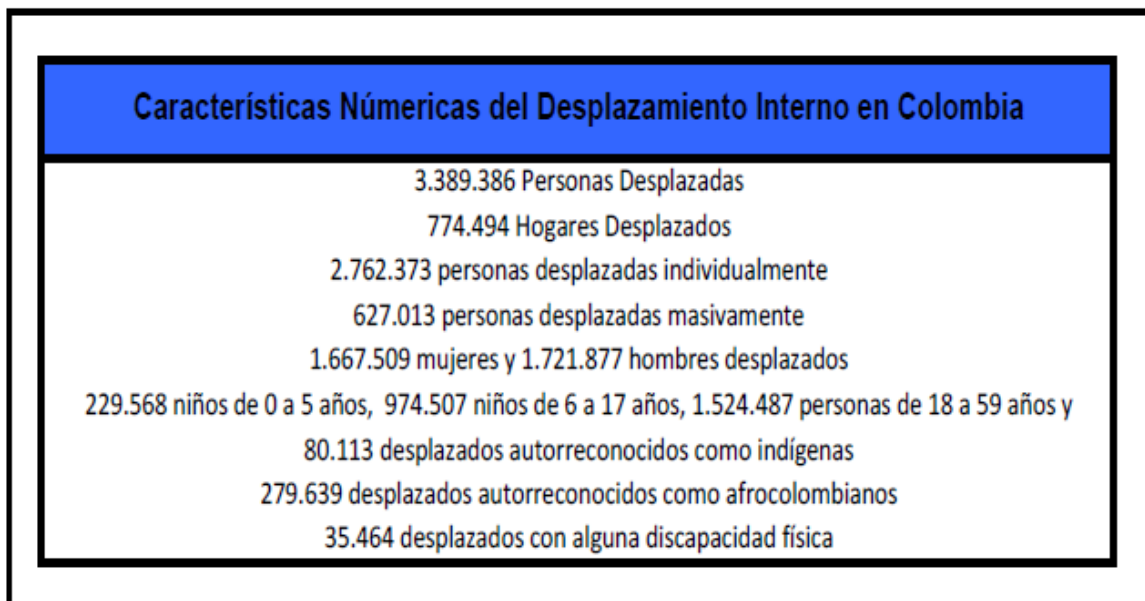 Características Númericas del Desplazamiento Interno en Colombia
3.389.386 Personas Desplazadas
774.494 Hogares Desplazados
2.762.373 personas desplazadas individualmente
627.013 personas desplazadas masivamente
1.667.509 mujeres y 1.721.877 hombres desplazados
229.568 niños de 0 a 5 años, 974.507 niños de 6 a 17 años, 1.524.487 personas de 18 a 59 años y
80.113 desplazados autorreconocidos como indígenas
279.639 desplazados autorreconocidos como afrocolombianos
35.464 desplazados con alguna discapacidad física